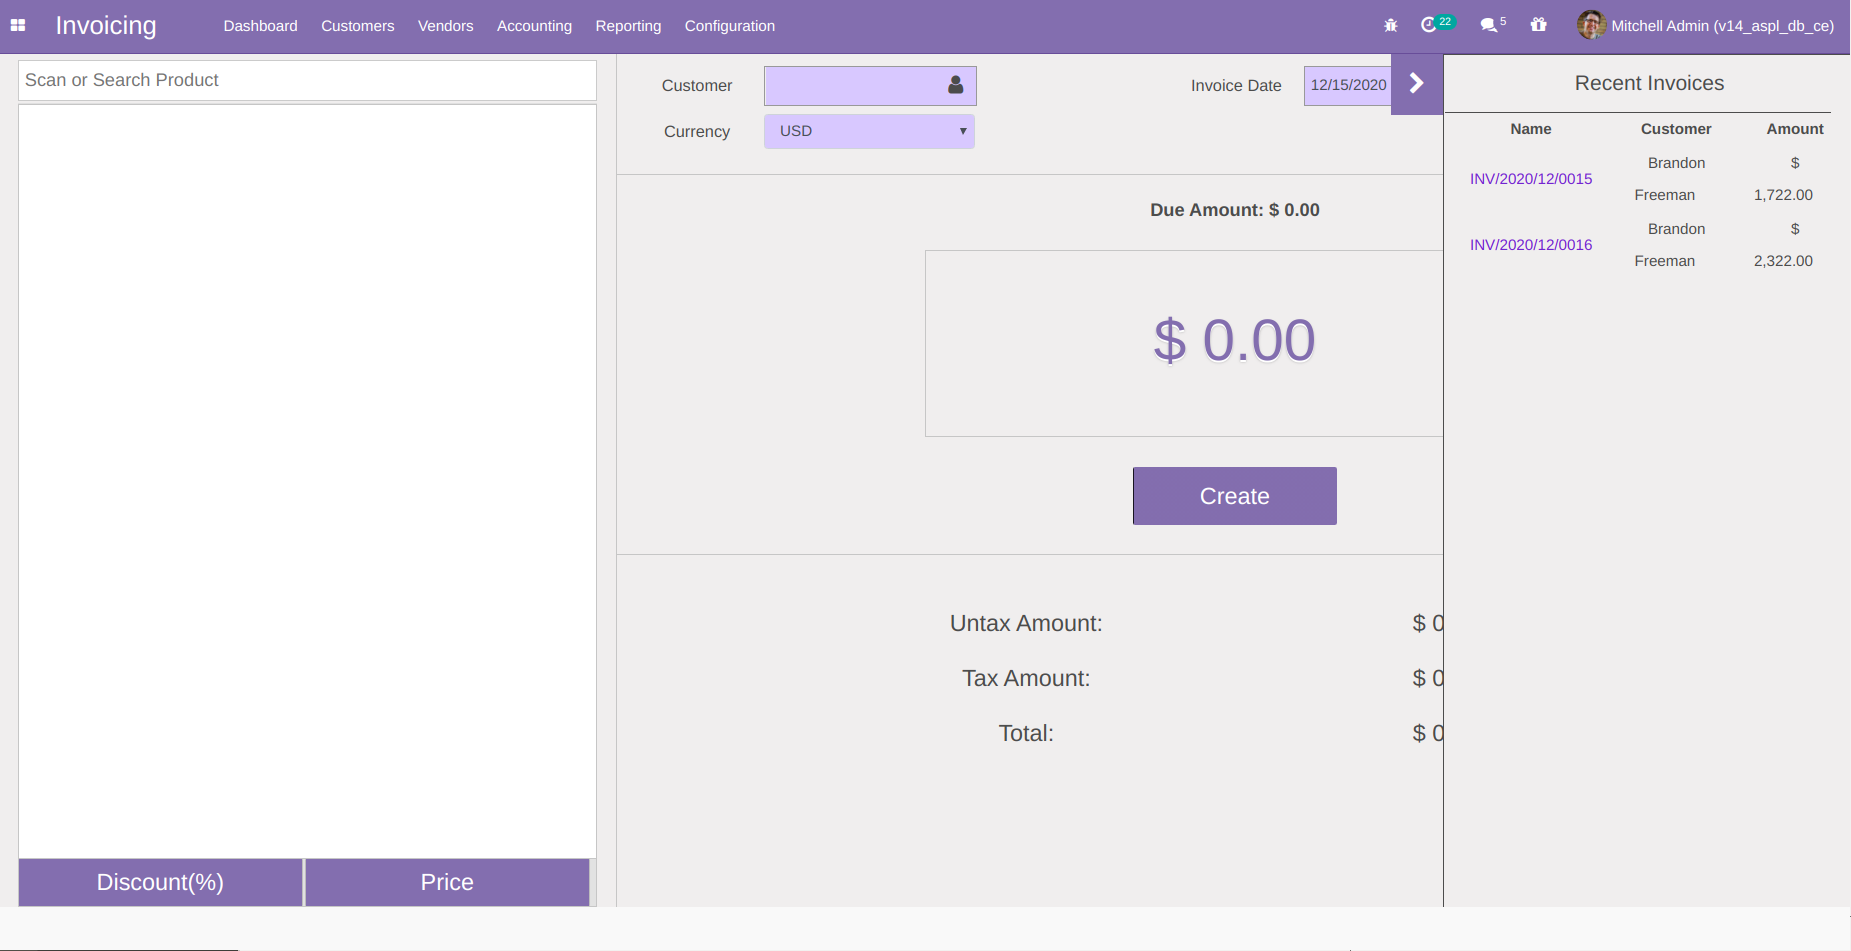 Invoicing Dashboard Customers Vendors Accounting Reporting Configuration 22 5 Mitchell Admin (v14_aspl_db_ce)
Scan or Search Product
Discount(%) Price
Customer Invoice Date 12/15/2020
Currency USD
Due Amount: $ 0.00
$ 0.00
Create
Untax Amount: $ 0
Tax Amount: $ 0
Total: $ 0
Recent Invoices
Name Customer Amount
INV/2020/12/0015 Brandon Freeman $ 1,722.00
INV/2020/12/0016 Brandon Freeman $ 2,322.00